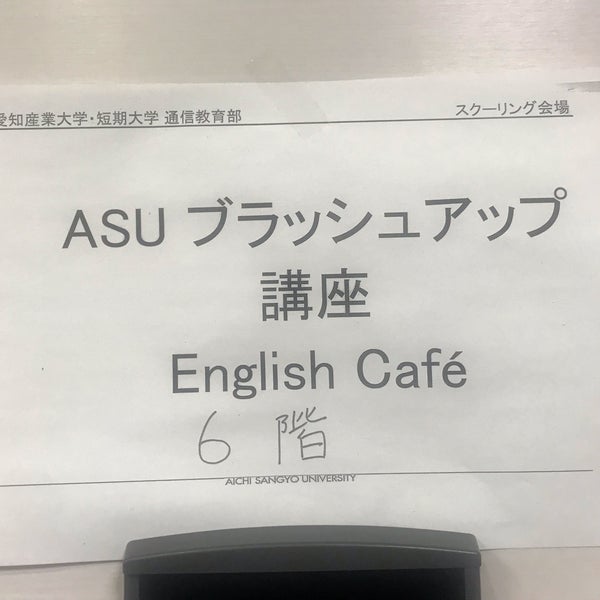 愛知産業大学・短期大学 通信教育部
スクーリング会場
ASU ブラッシュアップ
講座
English Café
6 階
AICHI SANGYO UNIVERSITY